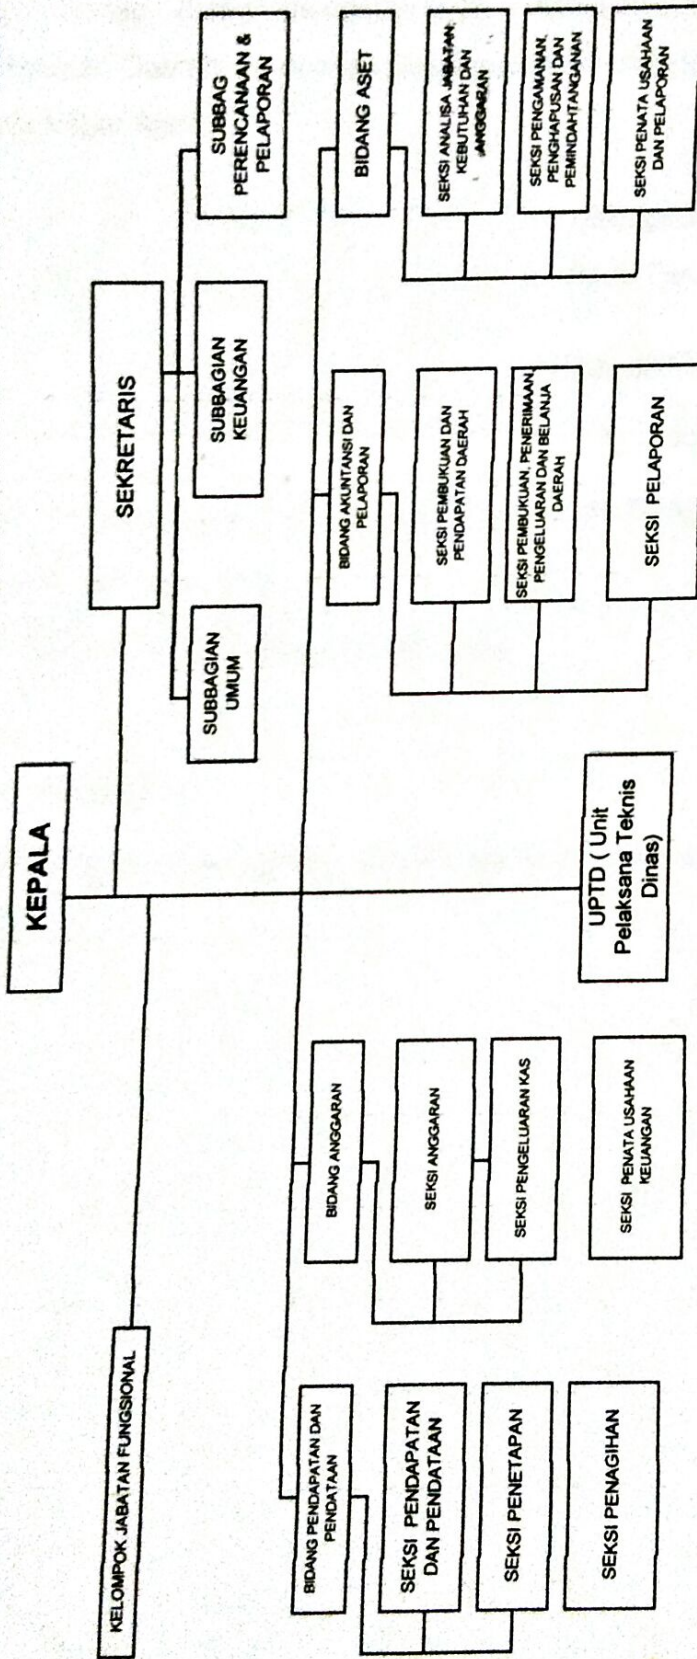 KEPALA
KELOMPOK JABATAN FUNGSIONAL
SEKRETARIS
SUBBAGIAN
UMUM
SUBBAGIAN
KEUANGAN
SUBBAG
PERENCANAAN &
PELAPORAN
BIDANG PENDAPATAN DAN
PENDATAAN
SEKSI PENDAPATAN
DAN PENDATAAN
SEKSI PENETAPAN
SEKSI PENAGIHAN
BIDANG ANGGARAN
SEKSI ANGGARAN
SEKSI PENGELUARAN KAS
SEKSI PENATA USAHAAN
KEUANGAN
UPTD ( Unit
Pelaksana Teknis
Dinas)
BIDANG AKUNTANSI DAN
PELAPORAN
SEKSI PEMBUKUAN DAN
PENDAPATAN DAERAH
SEKSI PEMBUKUAN, PENERIMAAN,
PENGELUARAN DAN BELANJA
DAERAH
SEKSI PELAPORAN
BIDANG ASET
SEKSI ANALISA JABATAN
KEBUTUHAN DAN
ANGGARAN
SEKSI PENGAMANAN,
PENGHAPUSAN DAN
PEMINDAHTANGANAN
SEKSI PENATA USAHAAN
DAN PELAPORAN